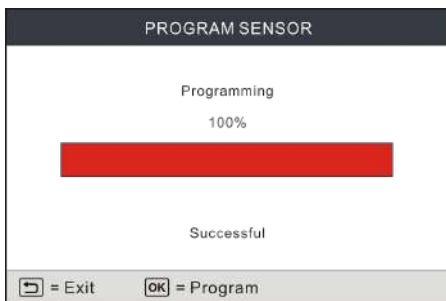 PROGRAM SENSOR
Programming
100%
Successful
= Exit OK = Program